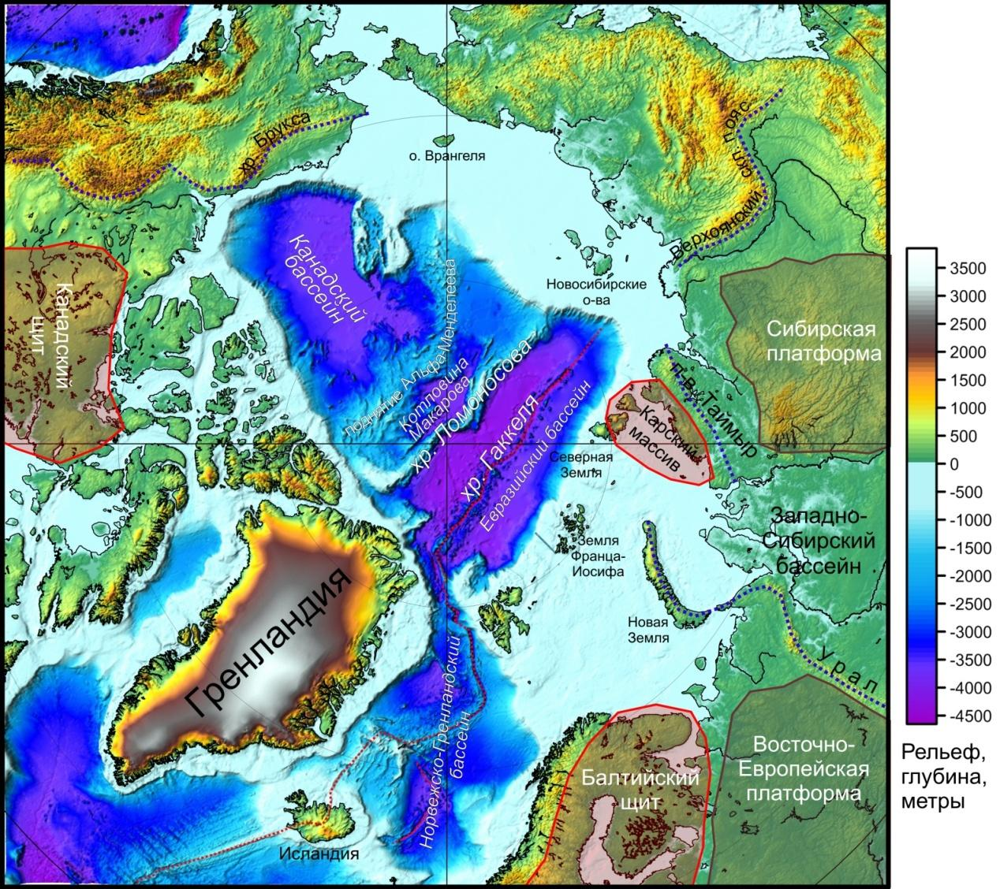 хр. Брукса
о. Врангеля
Верхоянский скл. пояс
Канадский
щит
Канадский
бассейн
Новосибирские
о-ва
Сибирская
платформа
Поднятие Альфа-Менделеева
Котловина
Макарова
хр. Ломоносова
хр. Гаккеля
Евразийский бассейн
п-в. Таймыр
Карский
массив
Северная
Земля
Земля
Франца-
Иосифа
Западно-
Сибирский
бассейн
Новая
Земля
Урал
Гренландия
Норвежско-Гренландский
бассейн
Балтийский
щит
Восточно-
Европейская
платформа
Исландия
3500
3000
2500
2000
1500
1000
500
0
-500
-1000
-1500
-2000
-2500
-3000
-3500
-4000
-4500
Рельеф,
глубина,
метры